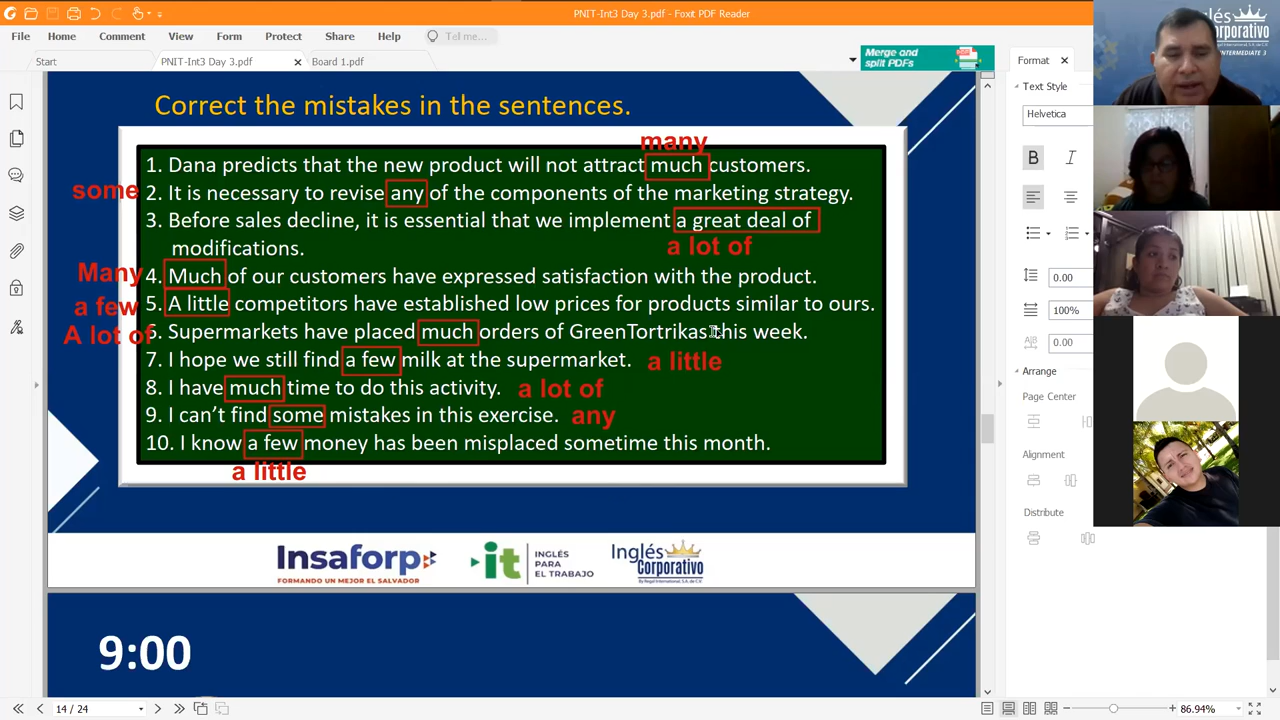 PNIT-Int3 Day 3.pdf - Foxit PDF Reader
File Home Comment View Form Protect Share Help Tell me...
Start PNIT-Int3 Day 3.pdf Board 1.pdf
Merge and
split PDFs
Format
Text Style
Helvetica
B I
0.00
100%
0.00
Arrange
Page Center
Alignment
Distribute
Inglés
Corporativo
INTERMEDIATE 3
Correct the mistakes in the sentences.
many
1. Dana predicts that the new product will not attract much customers.
some
2. It is necessary to revise any of the components of the marketing strategy.
3. Before sales decline, it is essential that we implement a great deal of
modifications.
a lot of
Many
4. Much of our customers have expressed satisfaction with the product.
a few
5. A little competitors have established low prices for products similar to ours.
A lot of
6. Supermarkets have placed much orders of GreenTortrikas this week.
7. I hope we still find a few milk at the supermarket. a little
8. I have much time to do this activity. a lot of
9. I can't find some mistakes in this exercise. any
10. I know a few money has been misplaced sometime this month.
a little
Insaforp
FORMANDO UN MEJOR EL SALVADOR
it
INGLÉS
PARA
EL TRABAJO
Inglés
Corporativo
By Regal International, S.A. de C.V.
9:00
14 / 24
86.94%